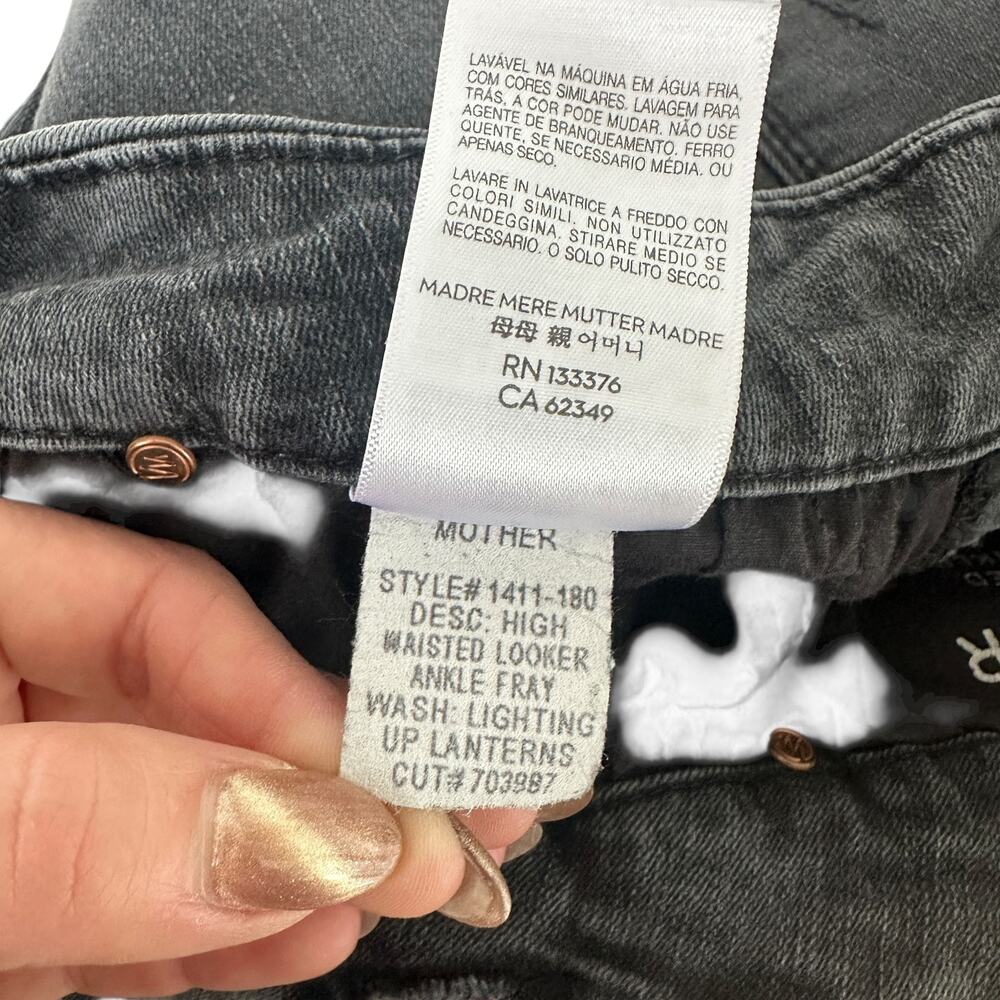 LAVÁVEL NA MÁQUINA EM ÁGUA FRIA,
COM CORES SIMILARES. LAVAGEM PARA
TRÁS, A COR PODE MUDAR. NÃO USE
AGENTE DE BRANQUEAMENTO. FERRO
QUENTE, SE NECESSARIO MÉDIA. OU
APENAS SECO.
LAVARE IN LAVATRICE A FREDDO CON
COLORI SIMILI. NON UTILIZZATO
CANDEGGINA. STIRARE MEDIO SE
NECESSARIO. O SOLO PULITO SECCO.
MADRE MERE MUTTER MADRE
母母 親 어머니
RN 133376
CA 62349
MOTHER
STYLE# 1411-180
DESC: HIGH
WAISTED LOOKER
ANKLE FRAY
WASH: LIGHTING
UP LANTERNS
CUT# 703987